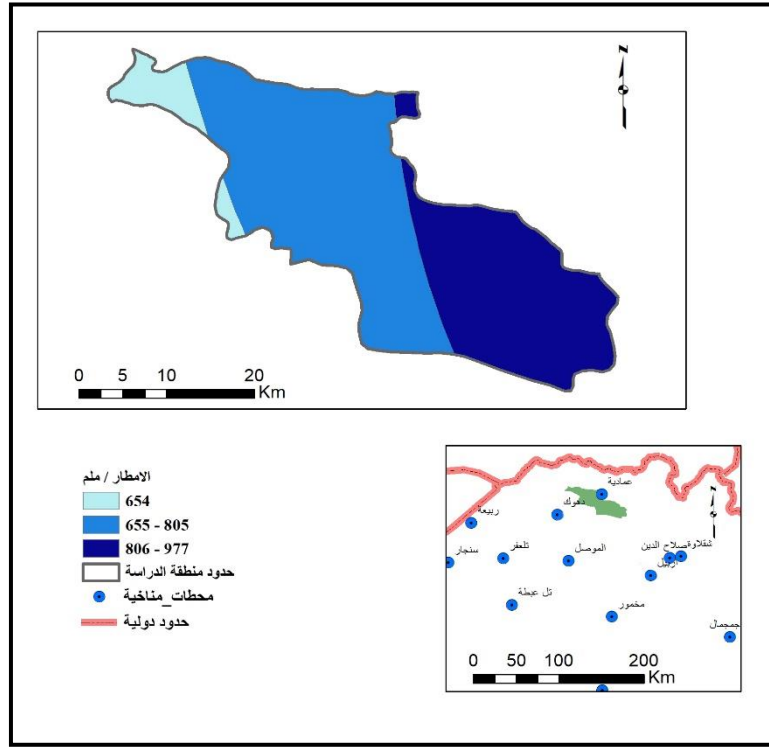 N
0 5 10 20
Km
الامطار / ملم
654
655 - 805
806 - 977
حدود منطقة الدراسة
محطات_مناخية
حدود دولية
عمادية
N
دهوك
ربيعة
شقلاوة
صلاح الدين
الموصل
تلعفر
سنجار
اربيل
تل عبطة
مخمور
جمجمال
0 50 100 200
Km